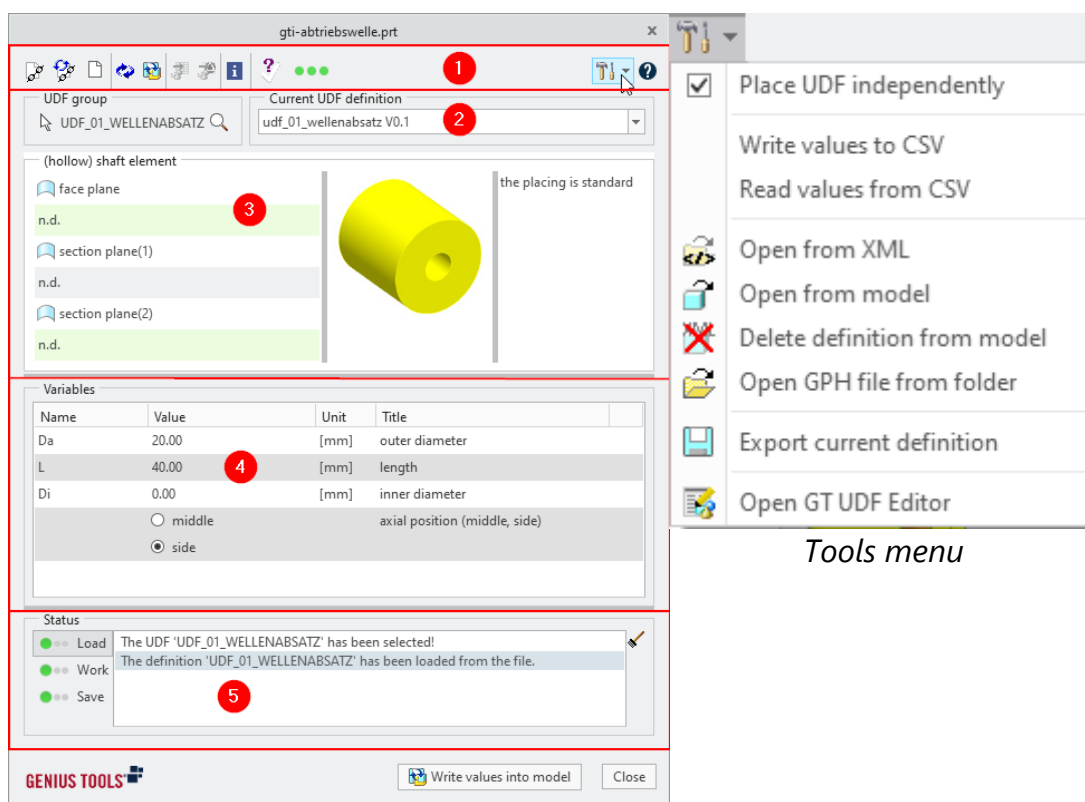 gti-abtriebswelle.prt
x
1
UDF group
UDF_01_WELLENABSATZ
Current UDF definition
udf_01_wellenabsatz V0.1
2
(hollow) shaft element
face plane
n.d.
section plane(1)
n.d.
section plane(2)
n.d.
3
the placing is standard
Variables
Name Value Unit Title
Da 20.00 [mm] outer diameter
L 40.00 [mm] length
4
Di 0.00 [mm] inner diameter
middle axial position (middle, side)
side
Status
Load
Work
Save
The UDF 'UDF_01_WELLENABSATZ' has been selected!
The definition 'UDF_01_WELLENABSATZ' has been loaded from the file.
5
GENIUS TOOLS
Write values into model
Close
Place UDF independently
Write values to CSV
Read values from CSV
Open from XML
Open from model
Delete definition from model
Open GPH file from folder
Export current definition
Open GT UDF Editor
Tools menu